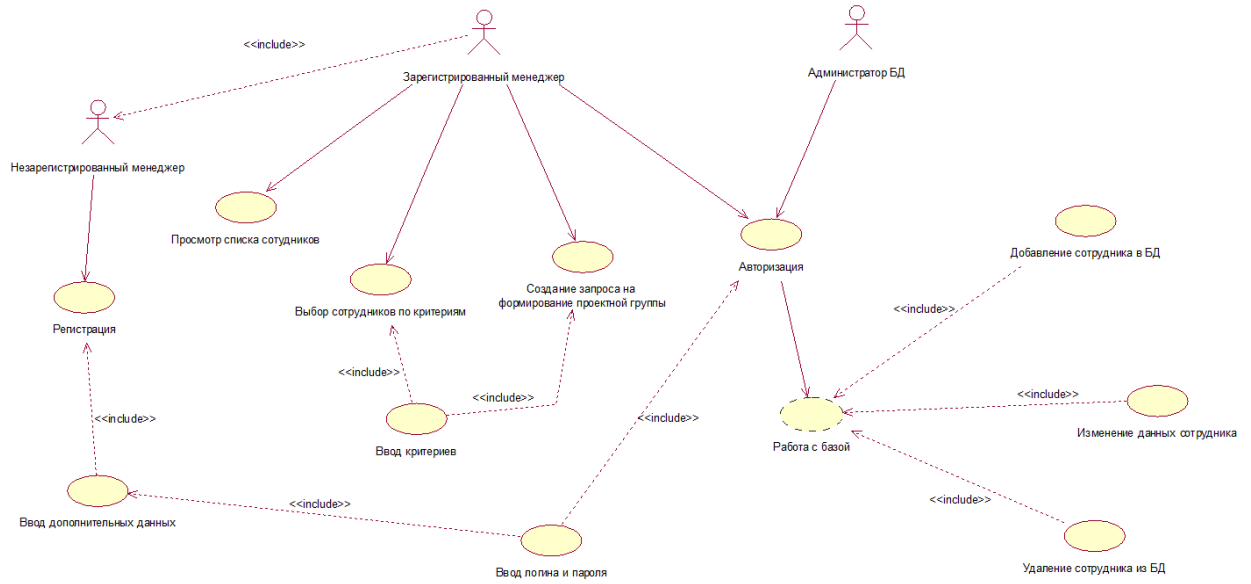 <<include>>
Зарегистрированный менеджер
Администратор БД
Незарегистрированный менеджер
Просмотр списка сотудников
Авторизация
Добавление сотрудника в БД
Создание запроса на
формирование проектной группы
Выбор сотрудников по критериям
Регистрация
<<include>>
<<include>>
<<include>>
<<include>>
<<include>>
<<include>>
<<include>>
Ввод критериев
Работа с базой
Изменение данных сотрудника
<<include>>
<<include>>
Ввод дополнительных данных
Ввод логина и пароля
Удаление сотрудника из БД